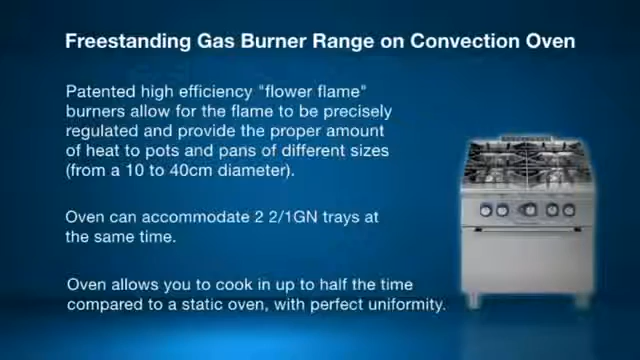 Freestanding Gas Burner Range on Convection Oven
Patented high efficiency "flower flame"
burners allow for the flame to be precisely
regulated and provide the proper amount
of heat to pots and pans of different sizes
(from a 10 to 40cm diameter).
Oven can accommodate 2 2/1GN trays at
the same time.
Oven allows you to cook in up to half the time
compared to a static oven, with perfect uniformity.